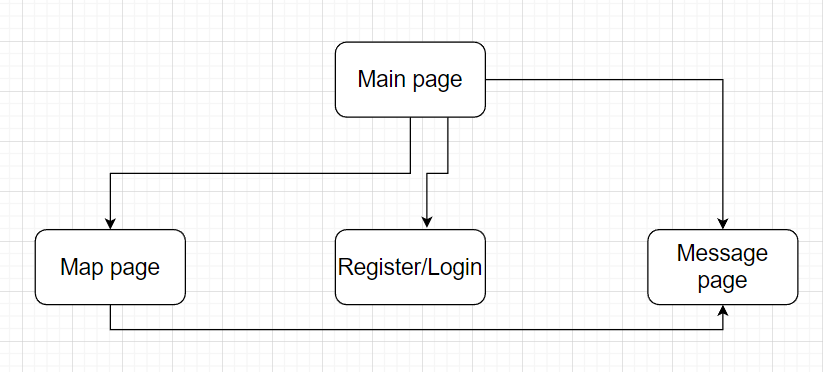 Main page
Map page
Register/Login
Message
page